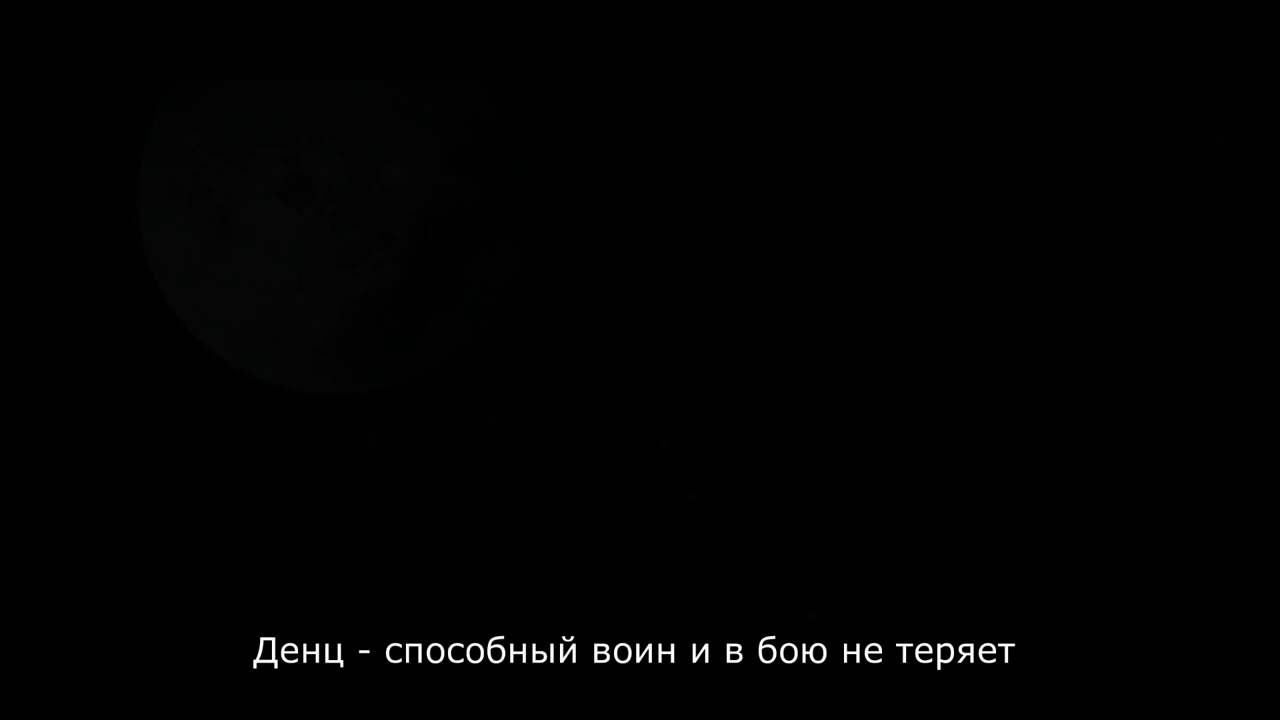 Денц - способный воин и в бою не теряет